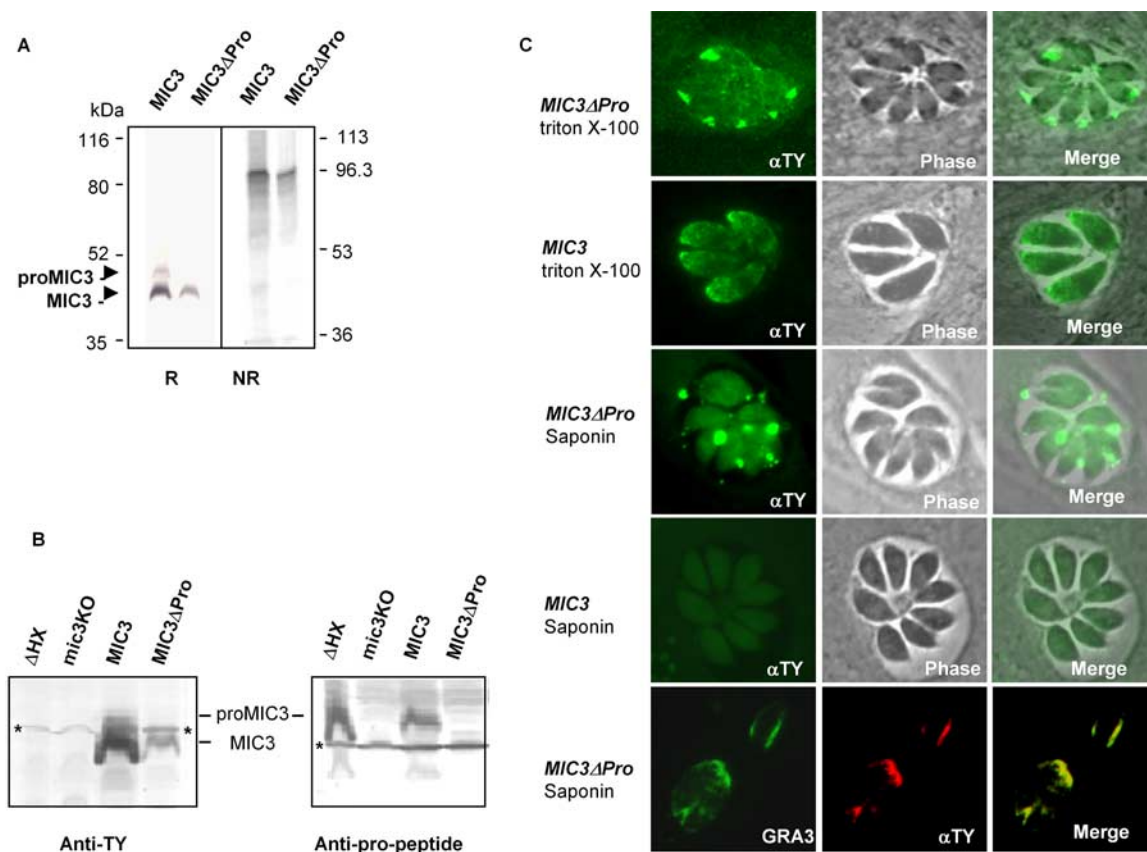 A
MIC3 MIC3ΔPro MIC3 MIC3ΔPro
kDa
116 - - 113
80 - - 96.3
52 - - 53
proMIC3
MIC3 -
35 - 36
R NR
B
ΔHX mic3KO MIC3 MIC3ΔPro
ΔHX mic3KO MIC3 MIC3ΔPro
* * – proMIC3 –
– MIC3 *
Anti-TY Anti-pro-peptide
C
MIC3ΔPro
triton X-100
αTY Phase Merge
MIC3
triton X-100
αTY Phase Merge
MIC3ΔPro
Saponin
αTY Phase Merge
MIC3
Saponin
αTY Phase Merge
MIC3ΔPro
Saponin
GRA3 αTY Merge